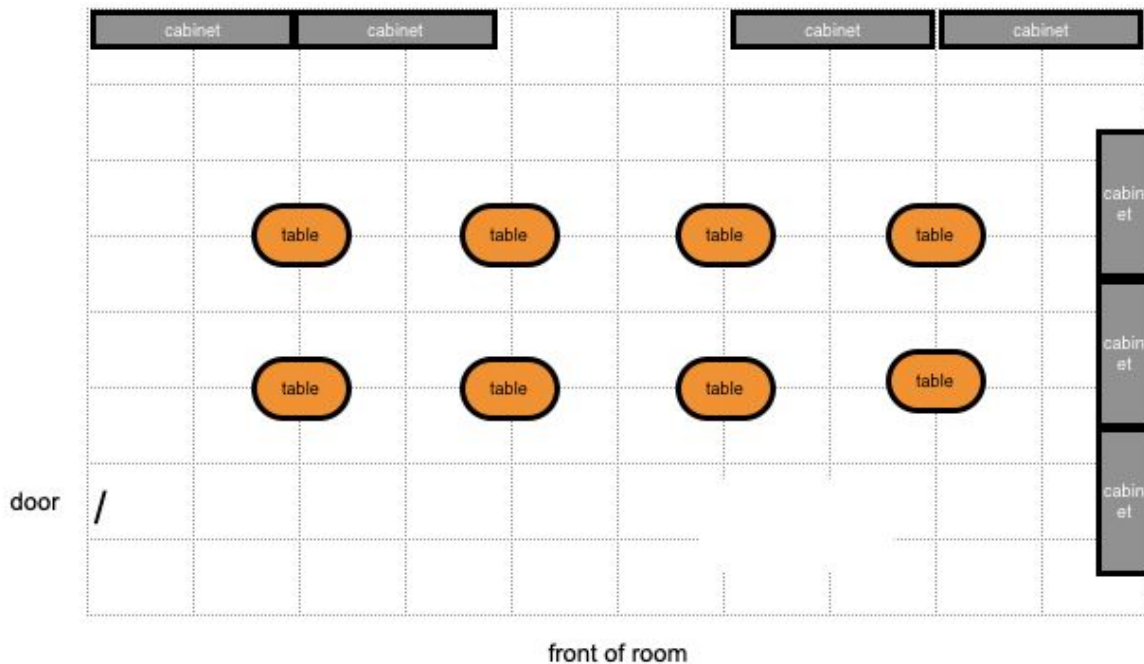 cabinet cabinet cabinet cabinet
cabin
et
table table table table
cabin
et
table table table table
cabin
et
door /
front of room